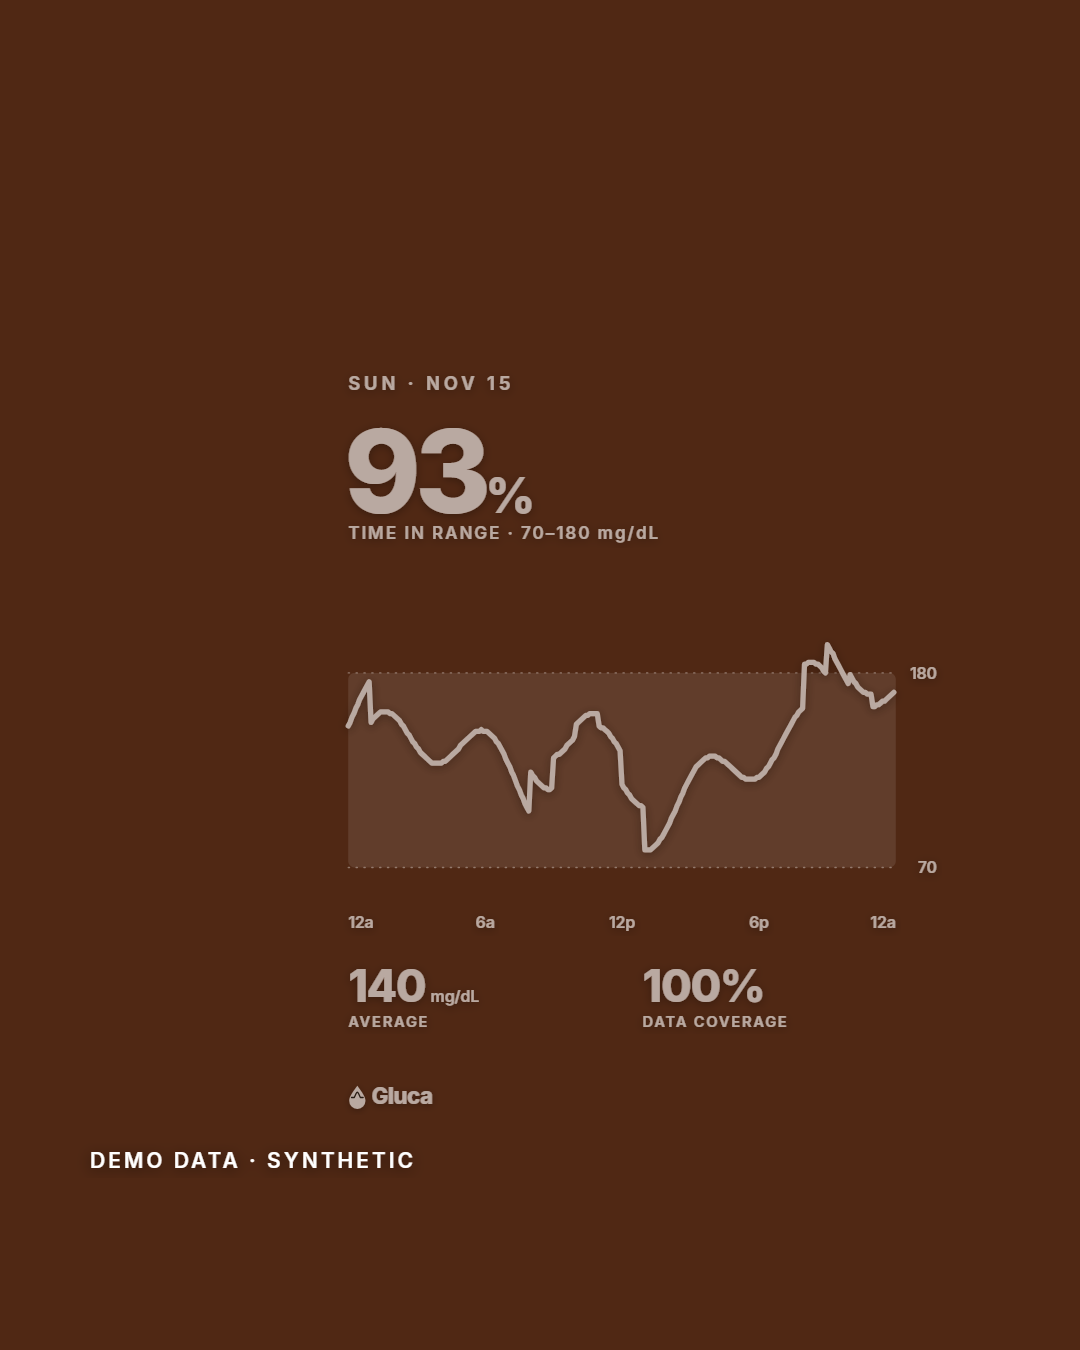 SUN · NOV 15
93%
TIME IN RANGE · 70–180 mg/dL
180
70
12a 6a 12p 6p 12a
140 mg/dL 100%
AVERAGE DATA COVERAGE
Gluca
DEMO DATA · SYNTHETIC